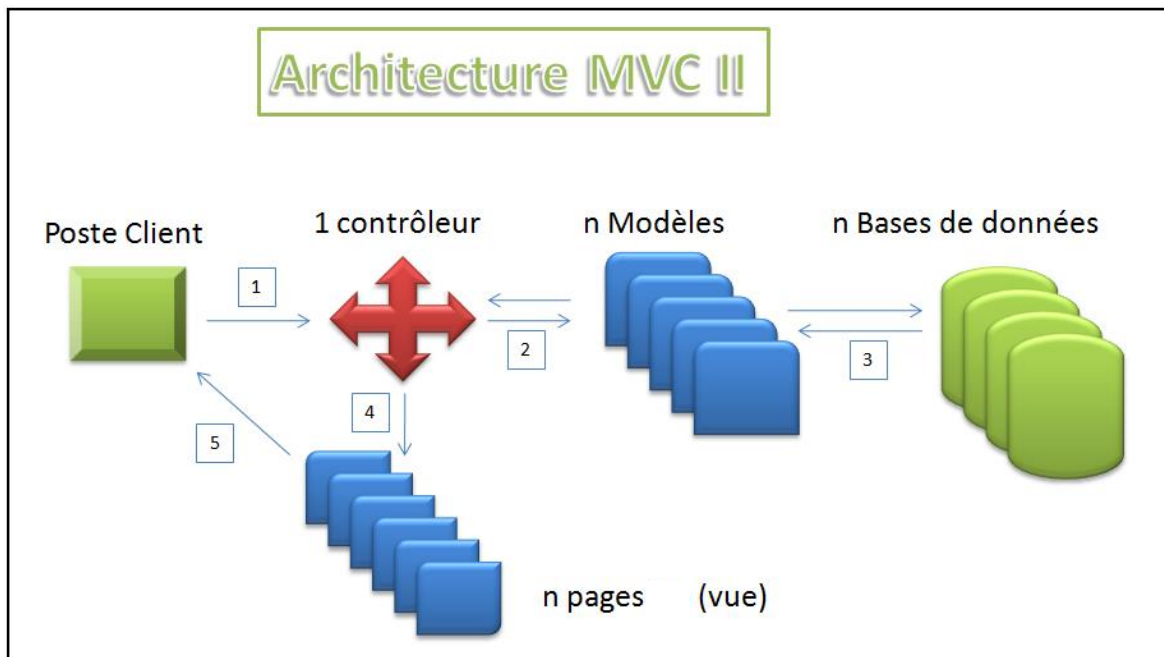 Architecture MVC II
Poste Client
1 contrôleur
n Modèles
n Bases de données
1
2
3
4
5
n pages (vue)